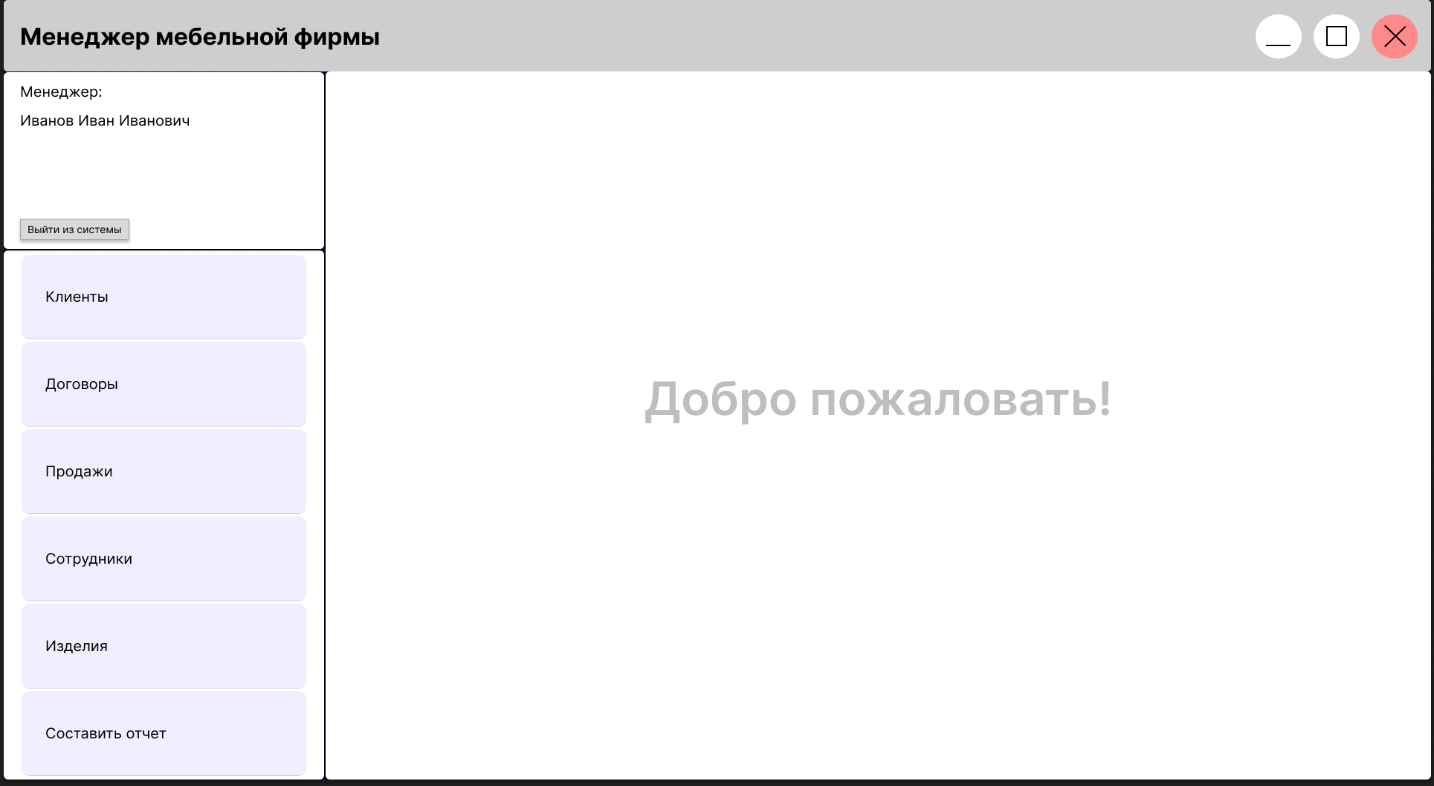 Менеджер мебельной фирмы
Менеджер:
Иванов Иван Иванович
Выйти из системы
Клиенты
Договоры
Продажи
Сотрудники
Изделия
Составить отчет
Добро пожаловать!